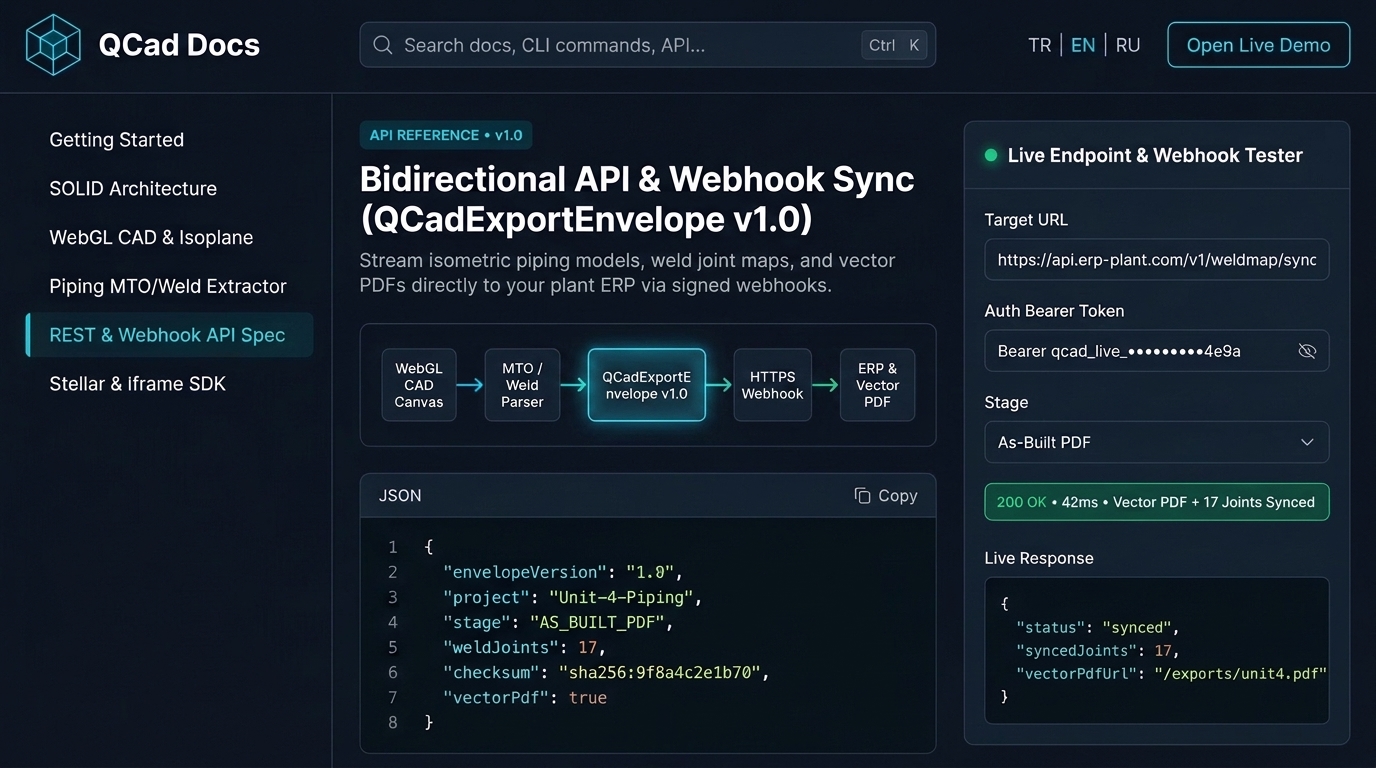 QCad Docs
Search docs, CLI commands, API...
Ctrl K
TR | EN | RU
Open Live Demo
Getting Started
SOLID Architecture
WebGL CAD & Isoplane
Piping MTO/Weld Extractor
REST & Webhook API Spec
Stellar & iframe SDK
API REFERENCE • v1.0
Bidirectional API & Webhook Sync
(QCadExportEnvelope v1.0)
Stream isometric piping models, weld joint maps, and vector
PDFs directly to your plant ERP via signed webhooks.
WebGL
CAD
Canvas
MTO /
Weld
Parser
QCadExportE
nvelope v1.0
HTTPS
Webhook
ERP &
Vector
PDF
JSON
Copy
1 {
2 "envelopeVersion": "1.0",
3 "project": "Unit-4-Piping",
4 "stage": "AS_BUILT_PDF",
5 "weldJoints": 17,
6 "checksum": "sha256:9f8a4c2e1b70",
7 "vectorPdf": true
8 }
Live Endpoint & Webhook Tester
Target URL
https://api.erp-plant.com/v1/weldmap/sync
Auth Bearer Token
Bearer qcad_live_•••••••••4e9a
Stage
As-Built PDF
200 OK • 42ms • Vector PDF + 17 Joints Synced
Live Response
{
"status": "synced",
"syncedJoints": 17,
"vectorPdfUrl": "/exports/unit4.pdf"
}